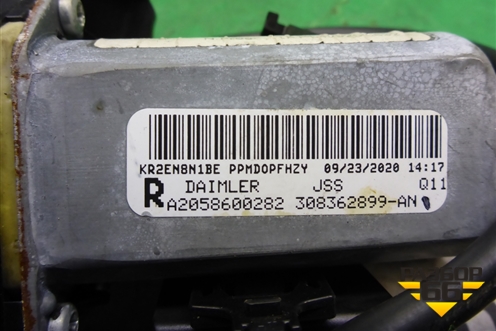 KR2EN8N1BE PPMDOPFHZY 09/23/2020 14:17
R DAIMLER JSS Q11
A2058600282 308362899-AN